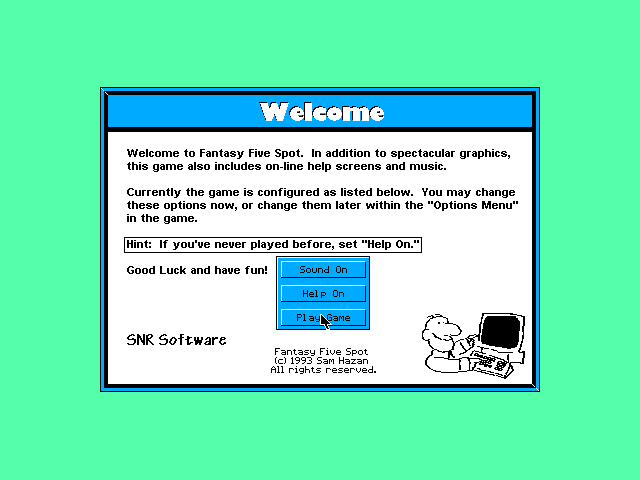 Welcome
Welcome to Fantasy Five Spot.  In addition to spectacular graphics,
this game also includes on-line help screens and music.
Currently the game is configured as listed below.  You may change
these options now, or change them later within the "Options Menu"
in the game.
Hint:  If you've never played before, set "Help On."
Good Luck and have fun!
Sound On
Help On
Play Game
SNR Software
Fantasy Five Spot
(c) 1993 Sam Hazan
All rights reserved.